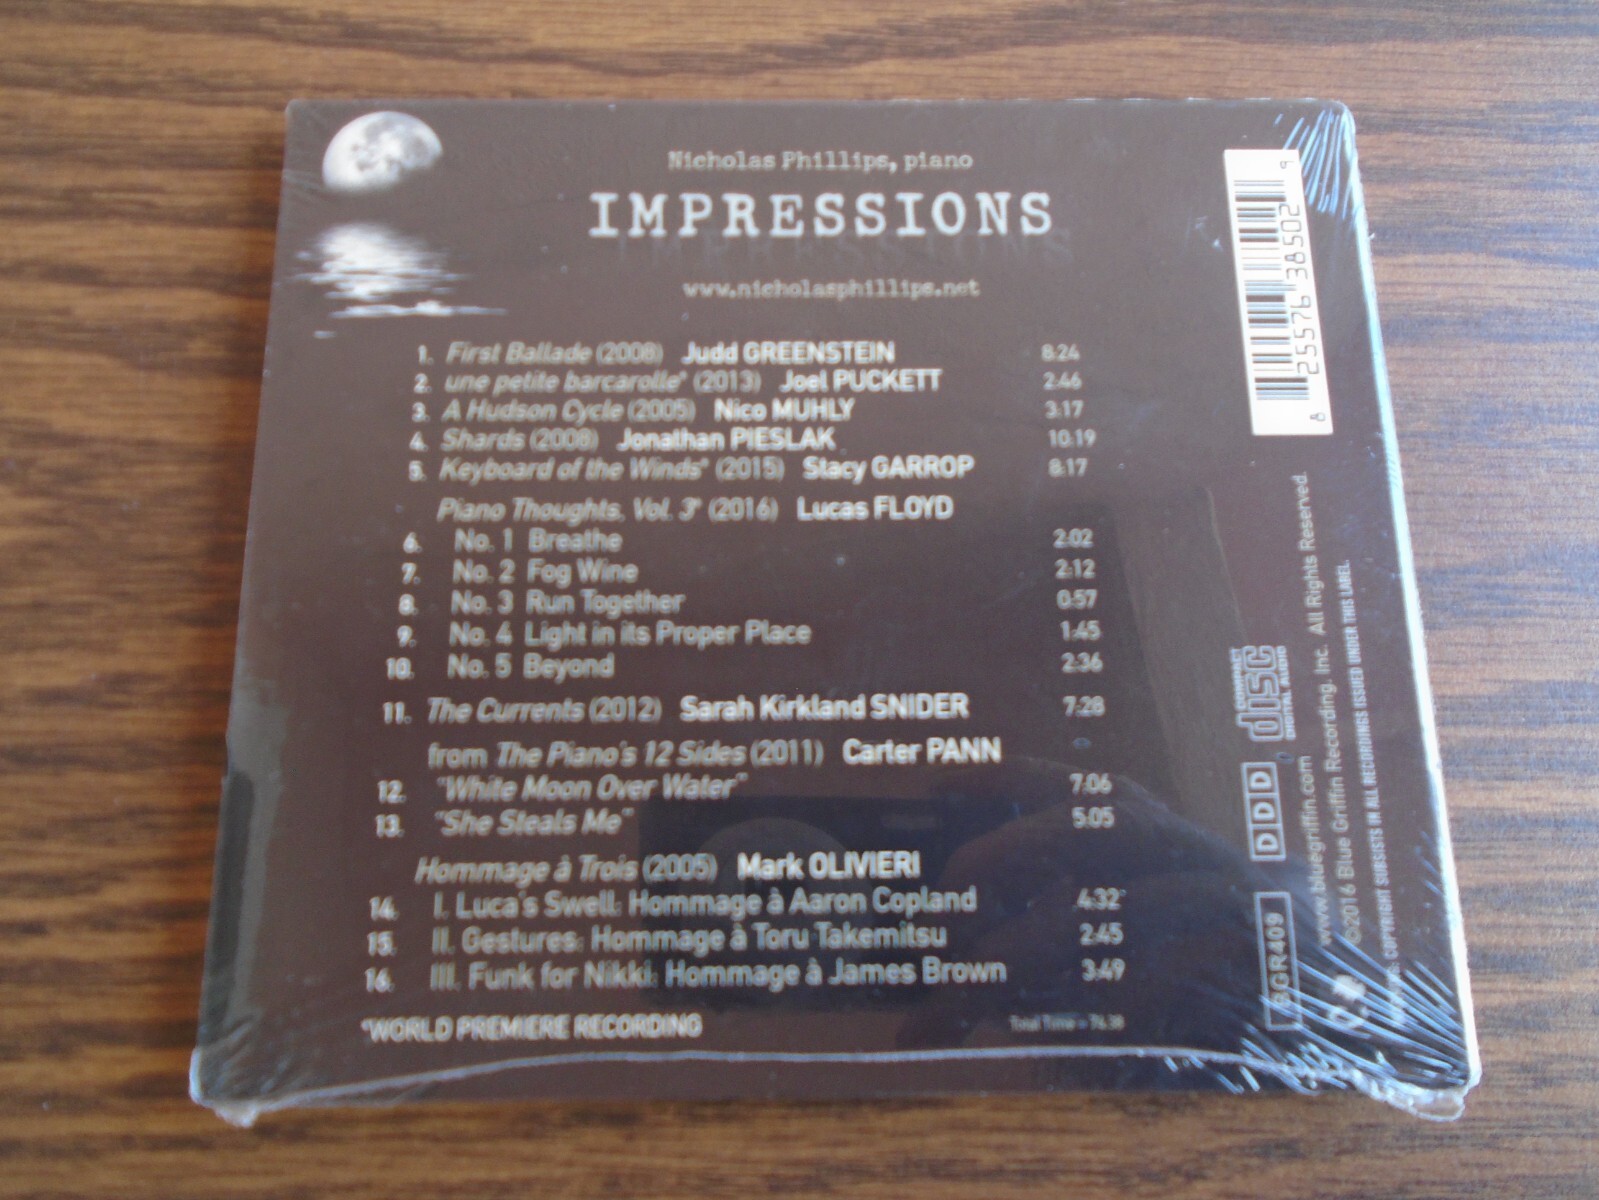 Nicholas Phillips, piano
IMPRESSIONS
www.nicholasphillips.net
1. First Ballade (2008) Judd GREENSTEIN 8:24
2. une petite barcarolle* (2013) Joel PUCKETT 2:46
3. A Hudson Cycle (2005) Nico MUHLY 3:17
4. Shards (2008) Jonathan PIESLAK 10:19
5. Keyboard of the Winds* (2015) Stacy GARROP 8:17
Piano Thoughts, Vol. 3* (2016) Lucas FLOYD
6. No. 1 Breathe 2:02
7. No. 2 Fog Wine 2:12
8. No. 3 Run Together 0:57
9. No. 4 Light in its Proper Place 1:45
10. No. 5 Beyond 2:36
11. The Currents (2012) Sarah Kirkland SNIDER 7:28
from The Piano's 12 Sides (2011) Carter PANN
12. "White Moon Over Water" 7:06
13. "She Steals Me" 5:05
Hommage à Trois (2005) Mark OLIVIERI
14. I. Luca's Swell: Hommage à Aaron Copland 4:32
15. II. Gestures: Hommage à Toru Takemitsu 2:45
16. III. Funk for Nikki: Hommage à James Brown 3:49
*WORLD PREMIERE RECORDING
Total Time = 76:38
8 25576 38502 9
COMPACT
disc
DIGITAL AUDIO
D D D
BGR409
www.bluegriffin.com
©2016 Blue Griffin Recording, Inc. All Rights Reserved.
COPYRIGHT SUBSISTS IN ALL RECORDINGS ISSUED UNDER THIS LABEL